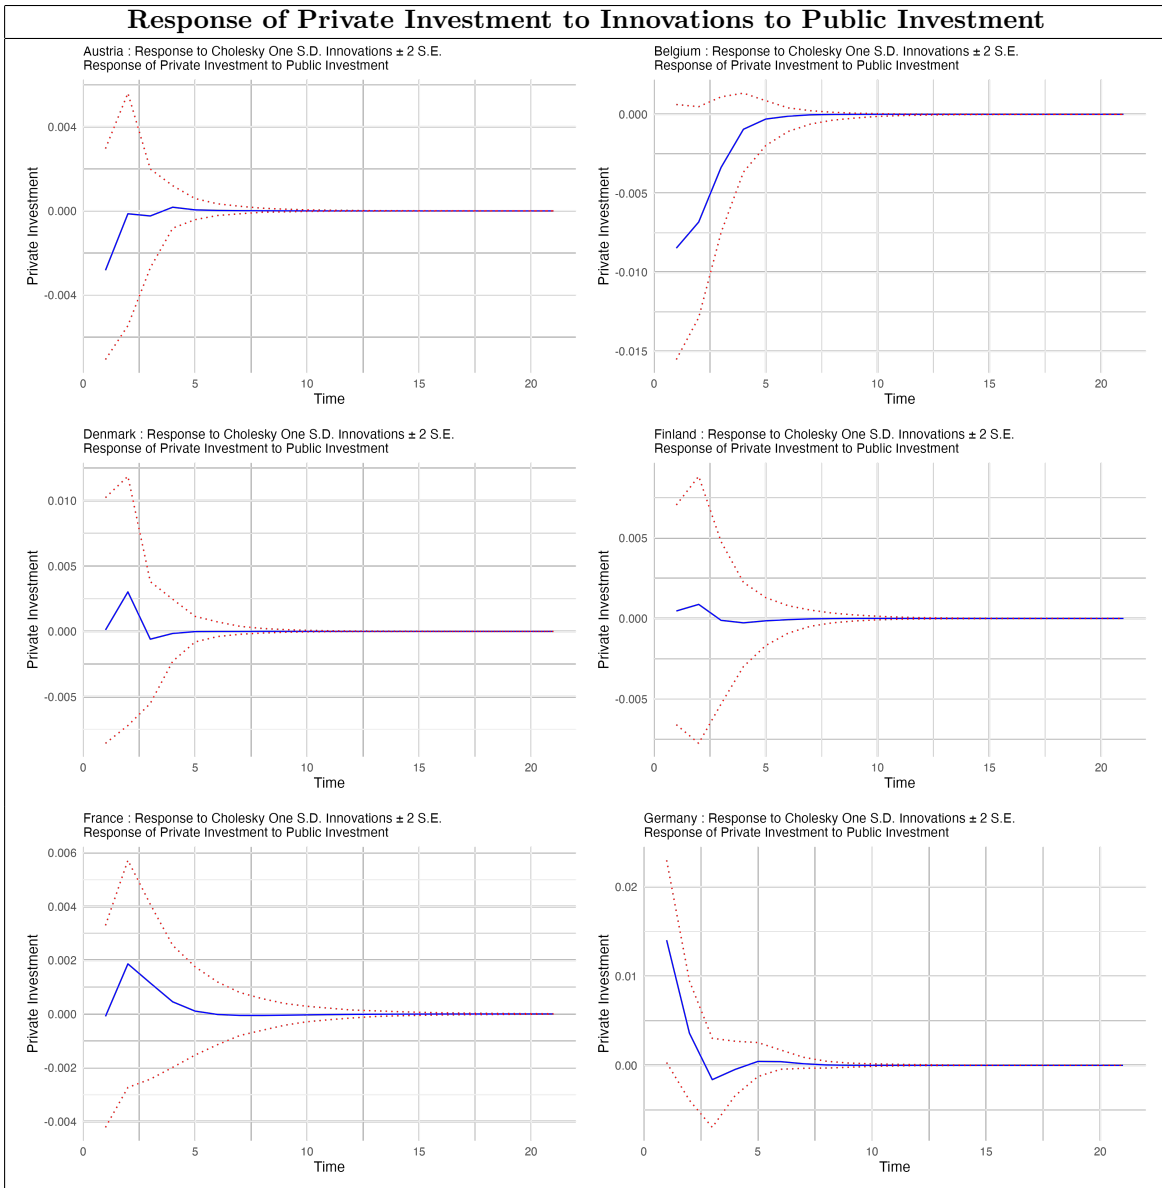 Response of Private Investment to Innovations to Public Investment
Austria : Response to Cholesky One S.D. Innovations ± 2 S.E.
Response of Private Investment to Public Investment
Private Investment
0.004
0.000
-0.004
0
5
10
15
20
Time
Belgium : Response to Cholesky One S.D. Innovations ± 2 S.E.
Response of Private Investment to Public Investment
Private Investment
0.000
-0.005
-0.010
-0.015
0
5
10
15
20
Time
Denmark : Response to Cholesky One S.D. Innovations ± 2 S.E.
Response of Private Investment to Public Investment
Private Investment
0.010
0.005
0.000
-0.005
0
5
10
15
20
Time
Finland : Response to Cholesky One S.D. Innovations ± 2 S.E.
Response of Private Investment to Public Investment
Private Investment
0.005
0.000
-0.005
0
5
10
15
20
Time
France : Response to Cholesky One S.D. Innovations ± 2 S.E.
Response of Private Investment to Public Investment
Private Investment
0.006
0.004
0.002
0.000
-0.002
-0.004
0
5
10
15
20
Time
Germany : Response to Cholesky One S.D. Innovations ± 2 S.E.
Response of Private Investment to Public Investment
Private Investment
0.02
0.01
0.00
0
5
10
15
20
Time